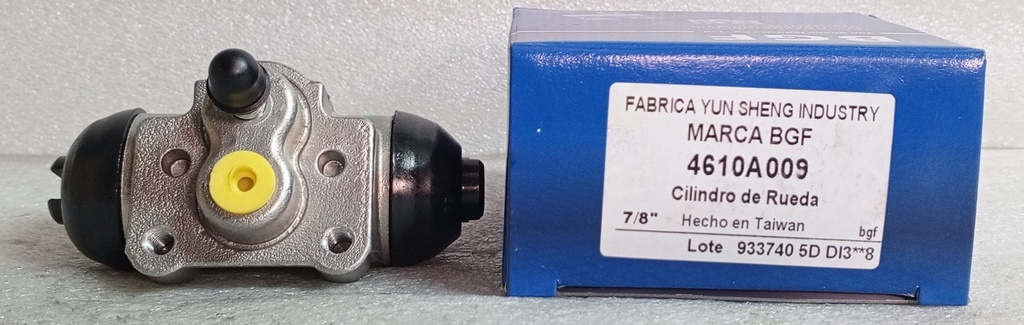 BGF
FABRICA YUN SHENG INDUSTRY
MARCA BGF
4610A009
Cilindro de Rueda
7/8" Hecho en Taiwan
bgf
Lote 933740 5D DI3**8